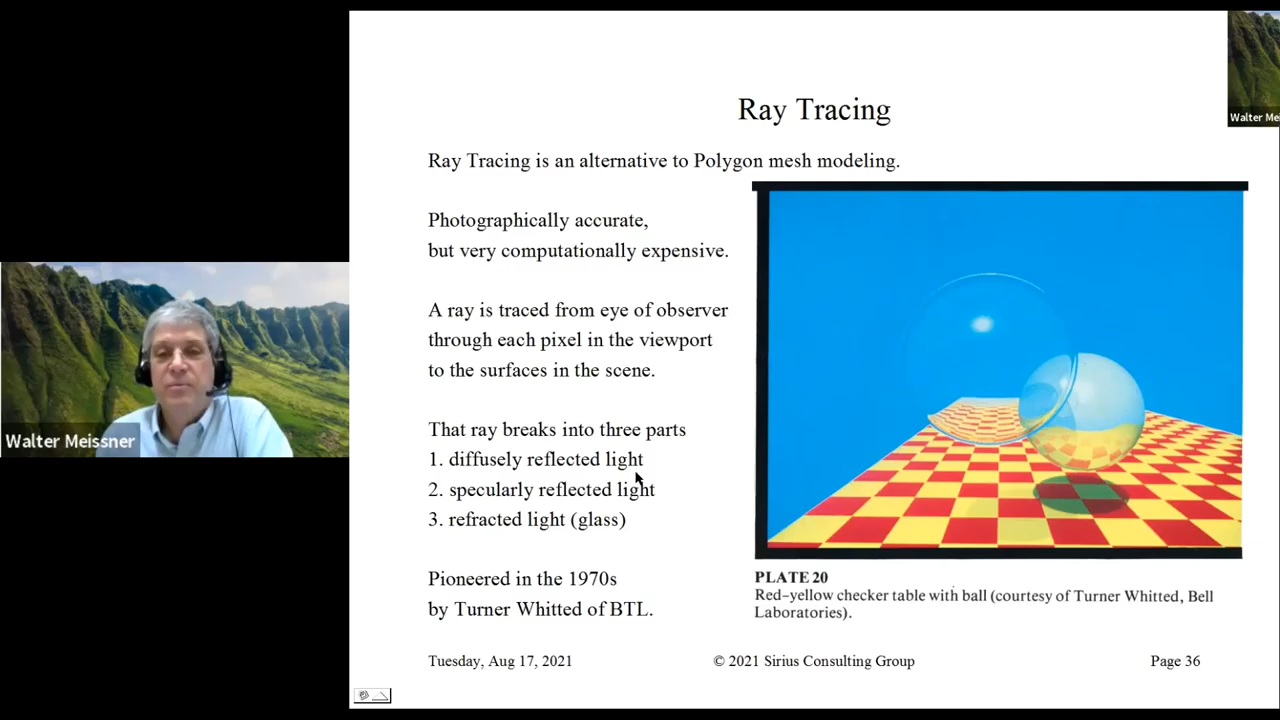 Ray Tracing
Ray Tracing is an alternative to Polygon mesh modeling.
Photographically accurate,
but very computationally expensive.
A ray is traced from eye of observer
through each pixel in the viewport
to the surfaces in the scene.
That ray breaks into three parts
1. diffusely reflected light
2. specularly reflected light
3. refracted light (glass)
Pioneered in the 1970s
by Turner Whitted of BTL.
PLATE 20
Red–yellow checker table with ball (courtesy of Turner Whitted, Bell
Laboratories).
Tuesday, Aug 17, 2021
© 2021 Sirius Consulting Group
Page 36
Walter Meissner
Walter Mei